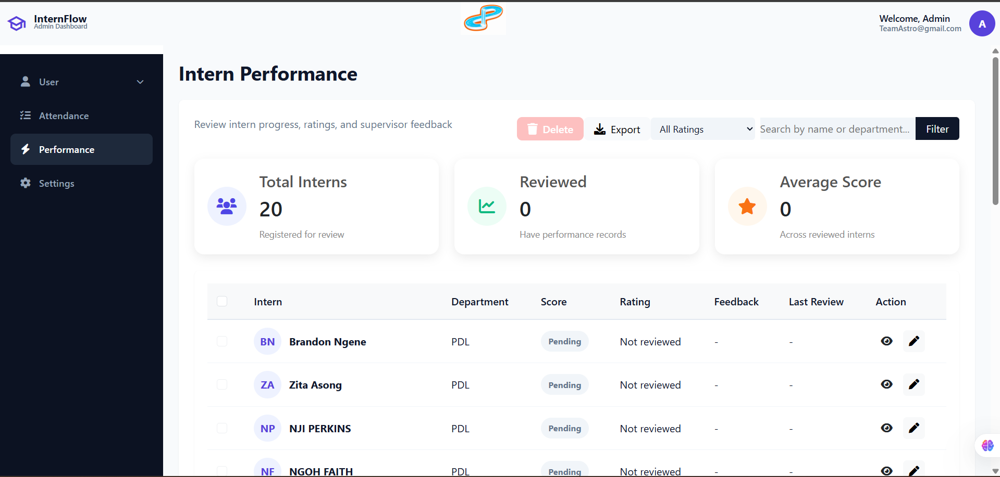 InternFlow
Admin Dashboard
Welcome, Admin
TeamAstro@gmail.com
A
User
Attendance
Performance
Settings
Intern Performance
Review intern progress, ratings, and supervisor feedback
Delete
Export
All Ratings
Search by name or department...
Filter
Total Interns
20
Registered for review
Reviewed
0
Have performance records
Average Score
0
Across reviewed interns
Intern Department Score Rating Feedback Last Review Action
BN Brandon Ngene PDL Pending Not reviewed - -
ZA Zita Asong PDL Pending Not reviewed - -
NP NJI PERKINS PDL Pending Not reviewed - -
NF NGOH FAITH PDL Pending Not reviewed - -